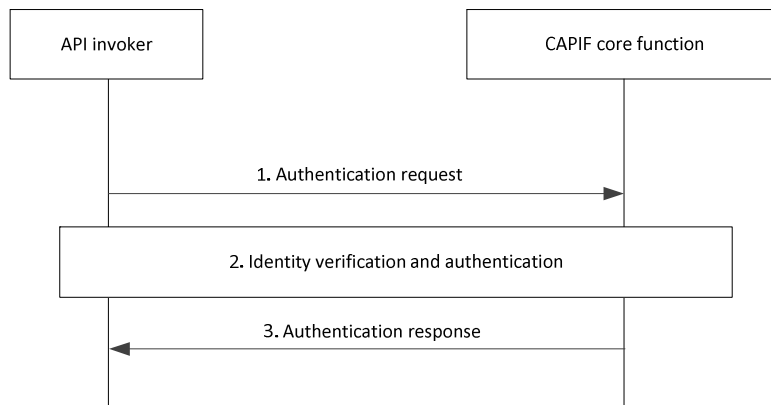 API invoker
CAPIF core function
1. Authentication request
2. Identity verification and authentication
3. Authentication response